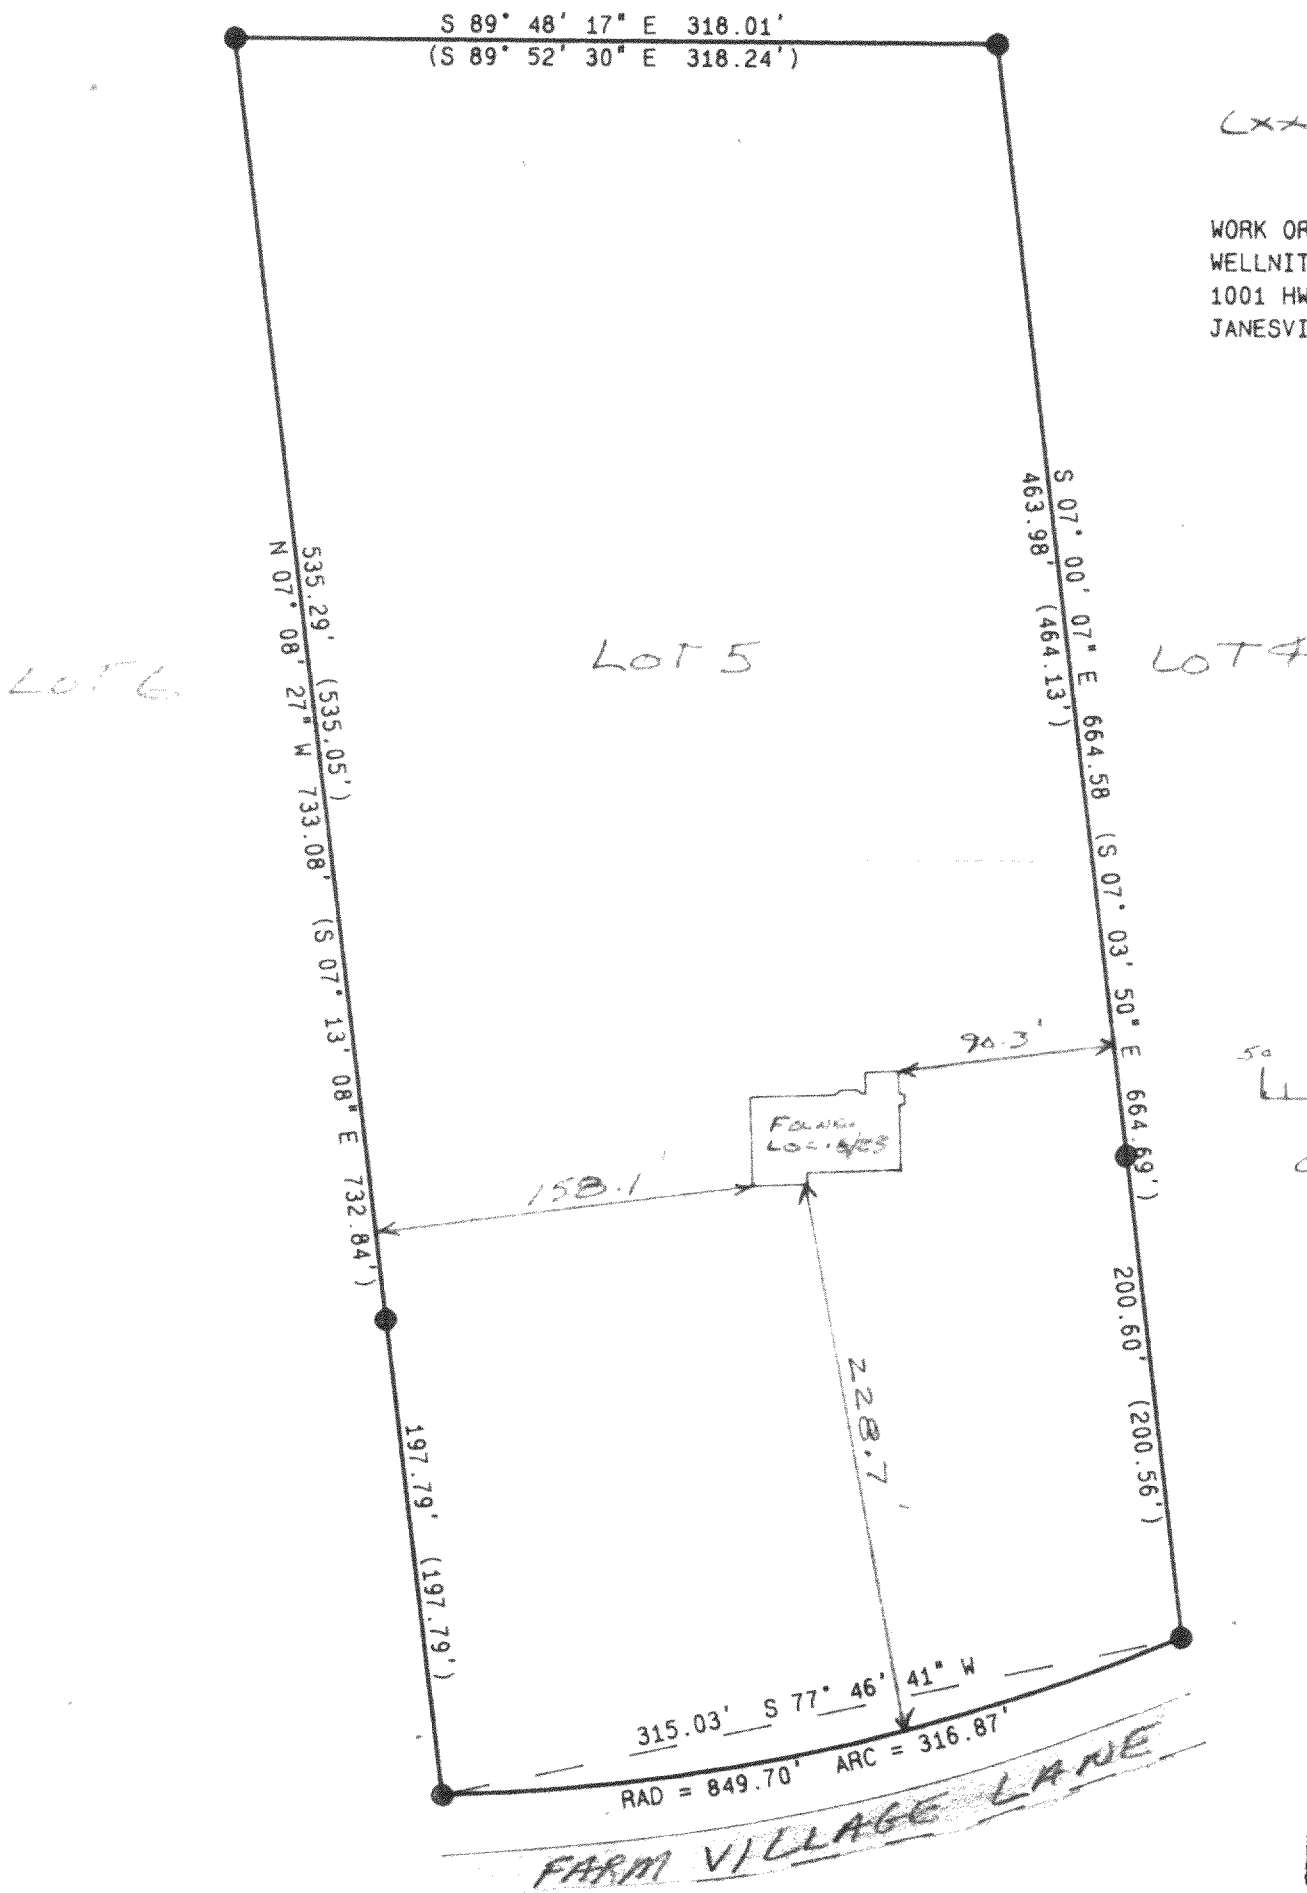 S 89° 48' 17" E 318.01'
(S 89° 52' 30" E 318.24')
WORK OR
WELLNIT
1001 HW
JANESVI
S 07° 00' 07" E 664.58 (S 07° 03' 50" E 664.69')
463.98' (464.13')
535.29' (535.05')
N 07° 08' 27" W 733.08' (S 07° 13' 08" E 732.84')
LOT 6
LOT 5
LOT 4
90.3'
50
158.1'
228.7'
200.60' (200.56')
197.79' (197.79')
315.03' S 77° 46' 41" W
RAD = 849.70' ARC = 316.87'
FARM VILLAGE LANE